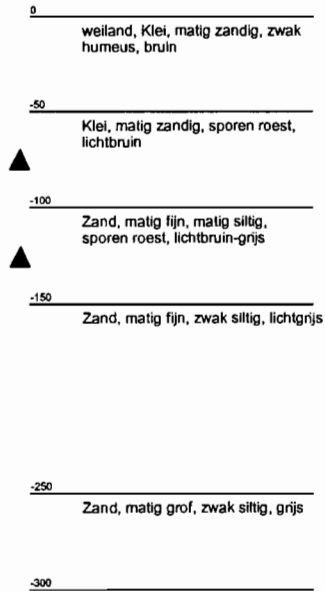 0
weiland, Klei, matig zandig, zwak
humeus, bruin
-50
Klei, matig zandig, sporen roest,
lichtbruin
-100
Zand, matig fijn, matig siltig,
sporen roest, lichtbruin-grijs
-150
Zand, matig fijn, zwak siltig, lichtgrijs
-250
Zand, matig grof, zwak siltig, grijs
-300